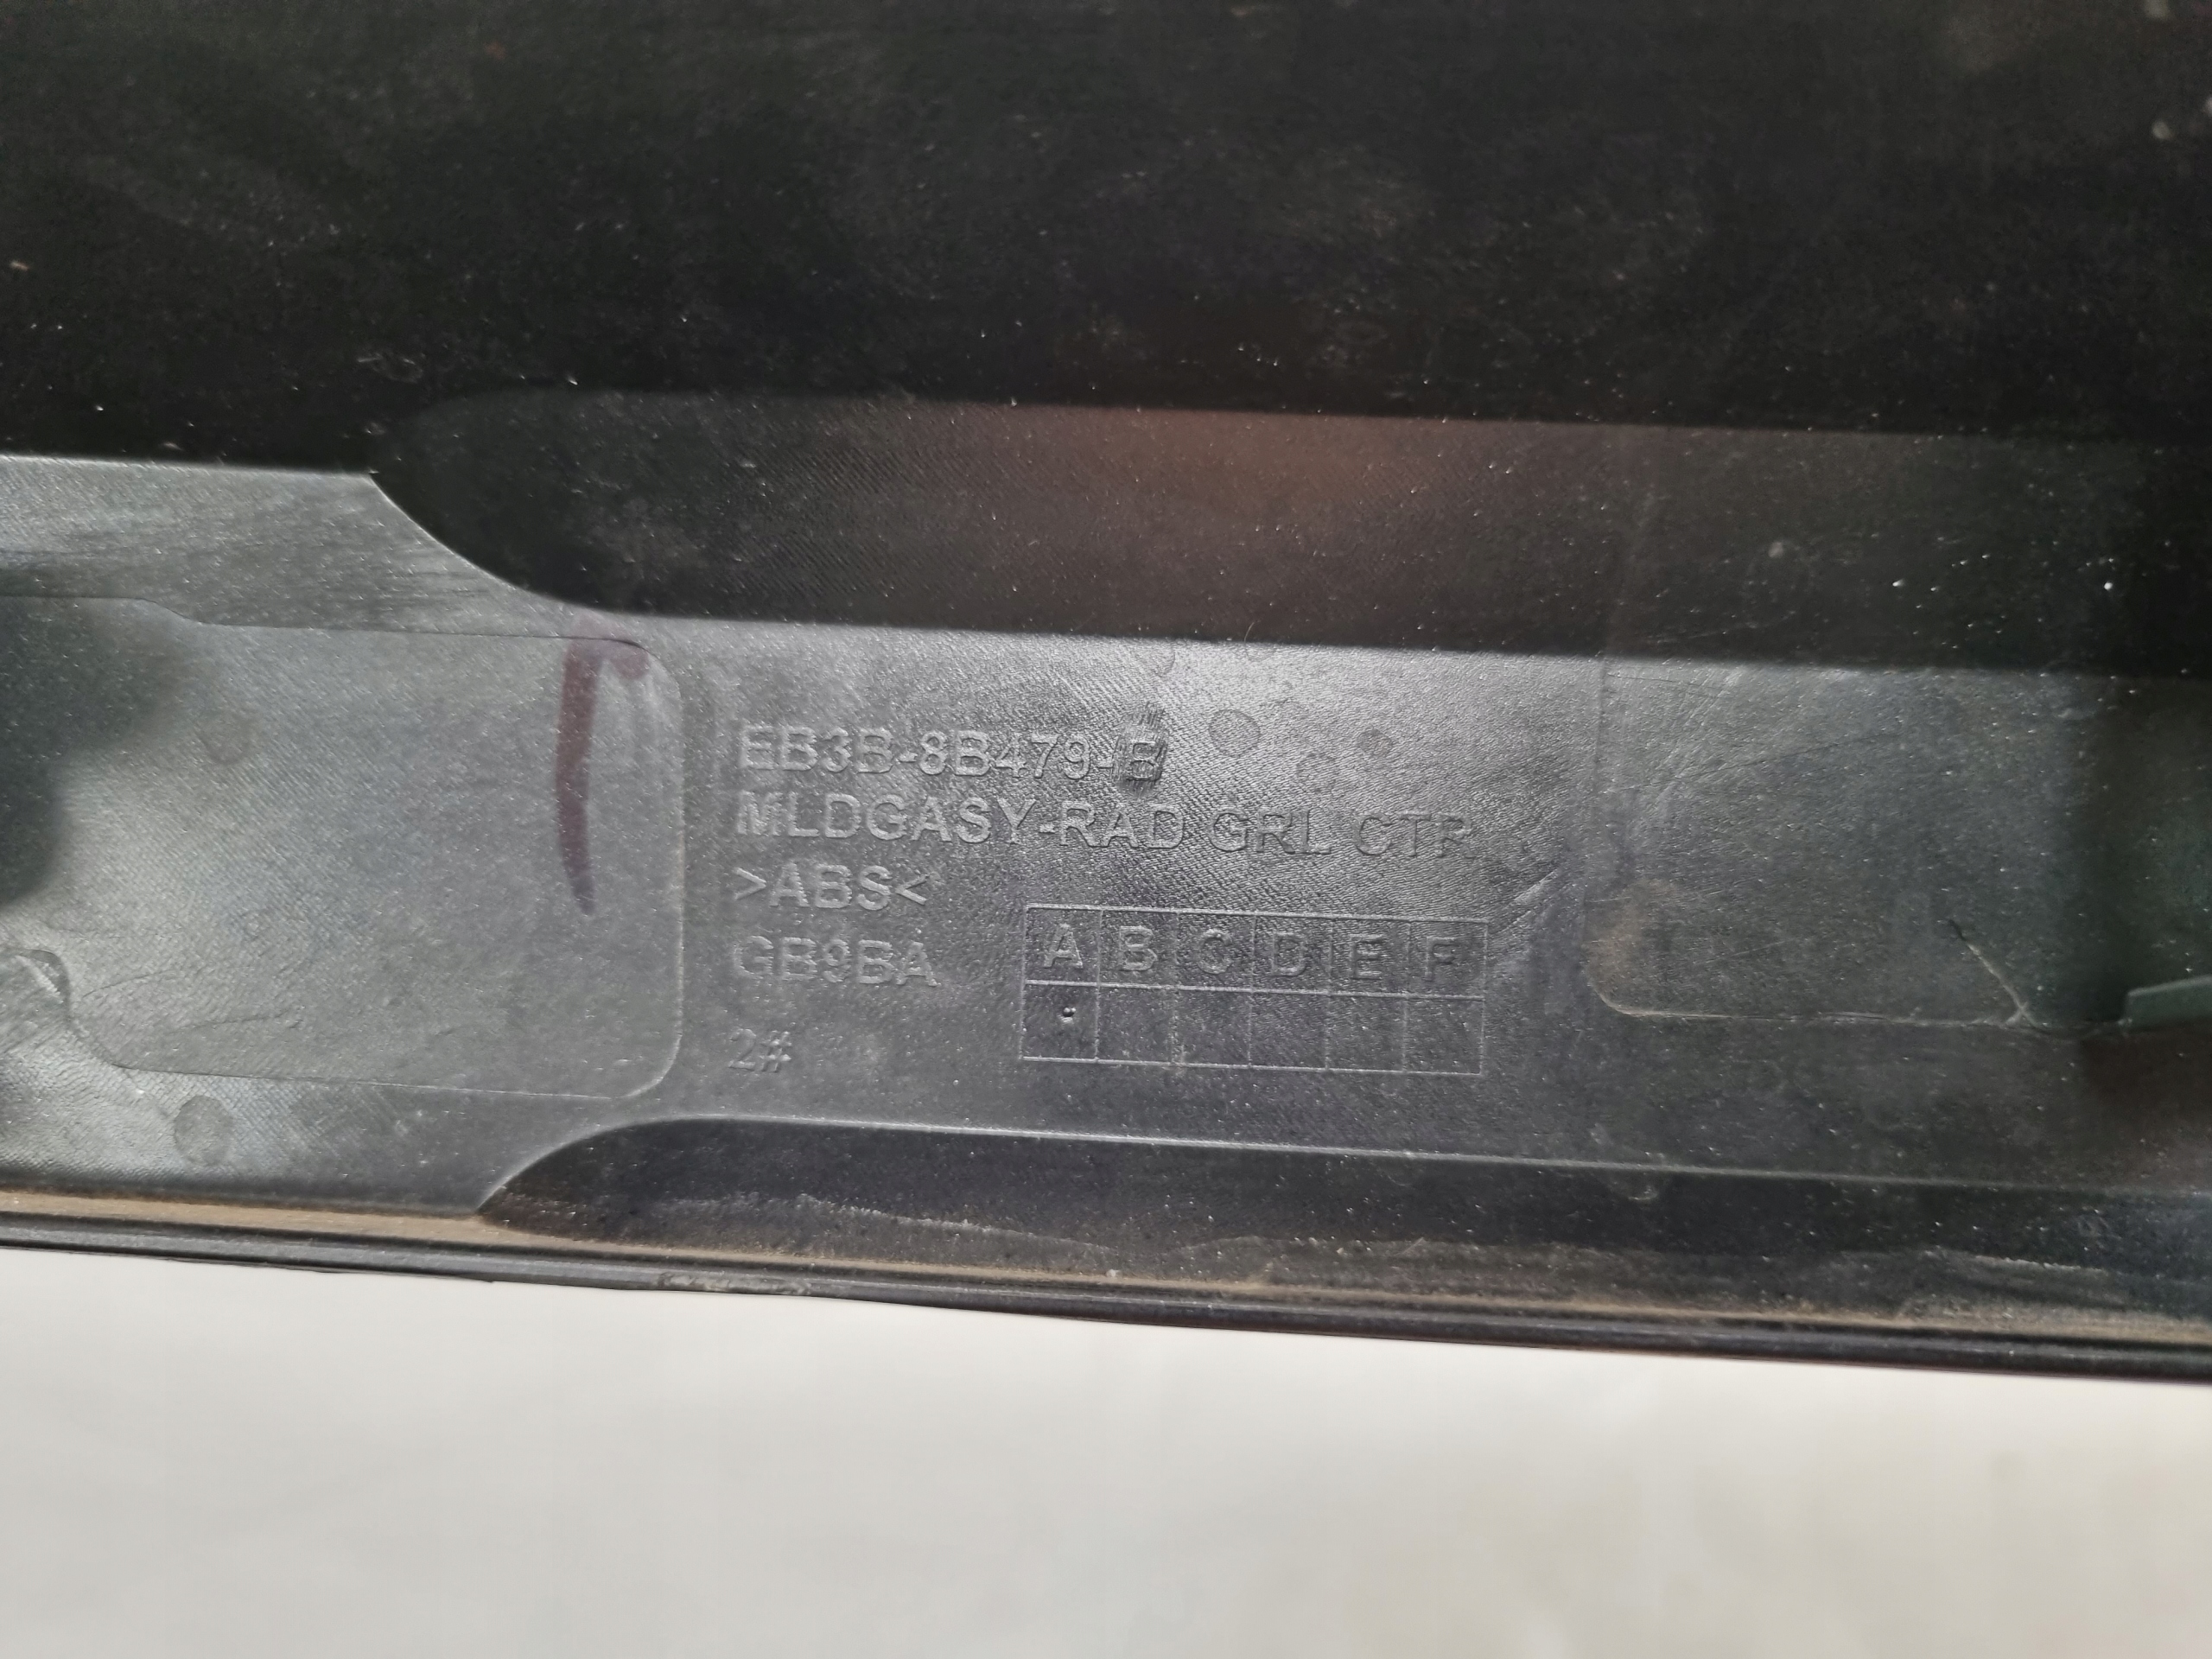 EB3B-8B479-B
MLDGASY-RAD GRL CTR
>ABS<
GB9BA
A B C D E F
2#